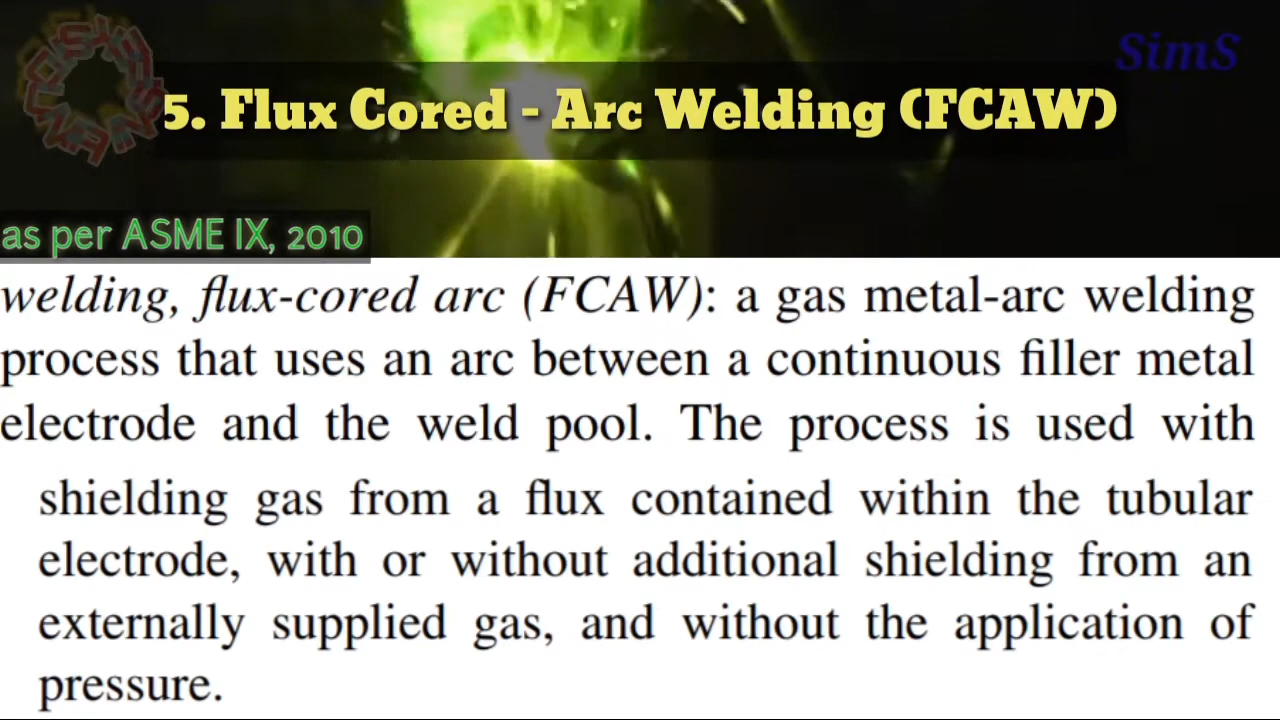 SimS
5. Flux Cored - Arc Welding (FCAW)
as per ASME IX, 2010
welding, flux-cored arc (FCAW): a gas metal-arc welding
process that uses an arc between a continuous filler metal
electrode and the weld pool. The process is used with
shielding gas from a flux contained within the tubular
electrode, with or without additional shielding from an
externally supplied gas, and without the application of
pressure.